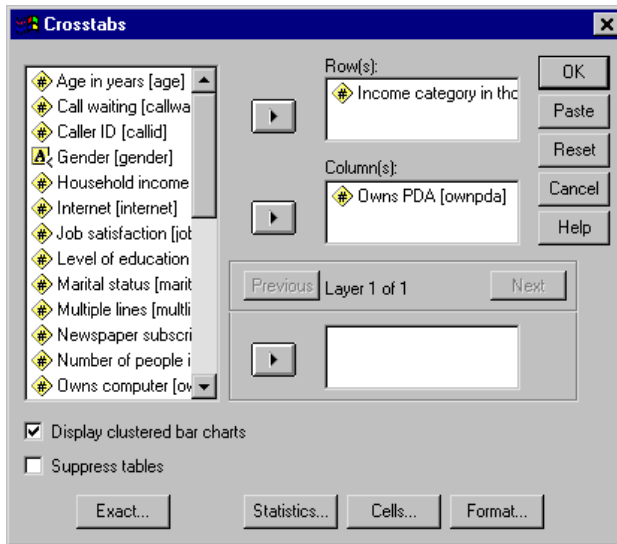 Crosstabs
Age in years [age]
Call waiting [callwa
Caller ID [callid]
Gender [gender]
Household income
Internet [internet]
Job satisfaction [job
Level of education
Marital status [marit
Multiple lines [multli
Newspaper subscri
Number of people i
Owns computer [ow
Row(s):
Income category in tho
Column(s):
Owns PDA [ownpda]
Previous
Layer 1 of 1
Next
OK
Paste
Reset
Cancel
Help
Display clustered bar charts
Suppress tables
Exact...
Statistics...
Cells...
Format...